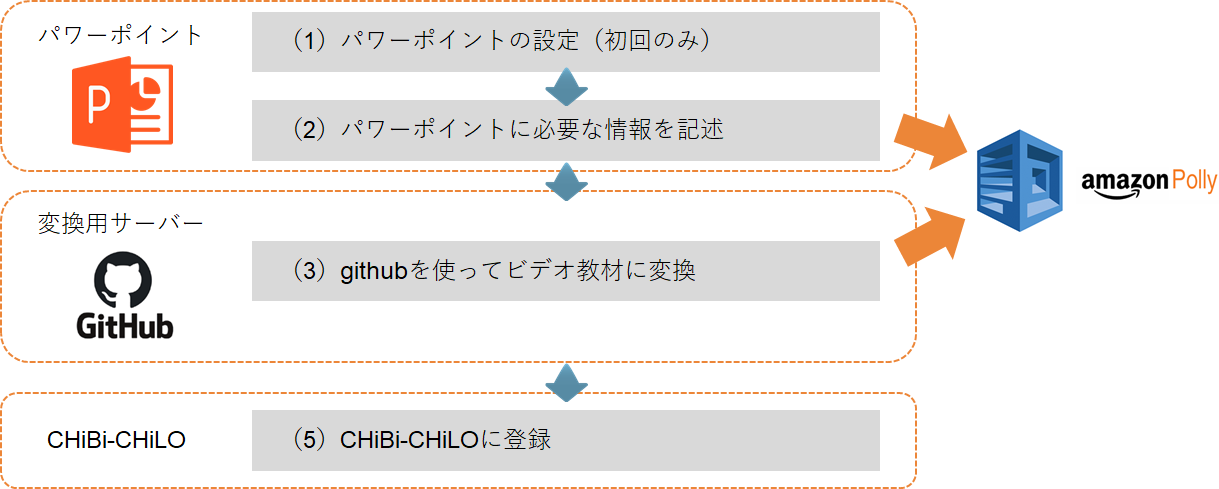 パワーポイント
（1）パワーポイントの設定（初回のみ）
P
（2）パワーポイントに必要な情報を記述
amazon Polly
変換用サーバー
（3）githubを使ってビデオ教材に変換
GitHub
CHiBi-CHiLO
（5）CHiBi-CHiLOに登録